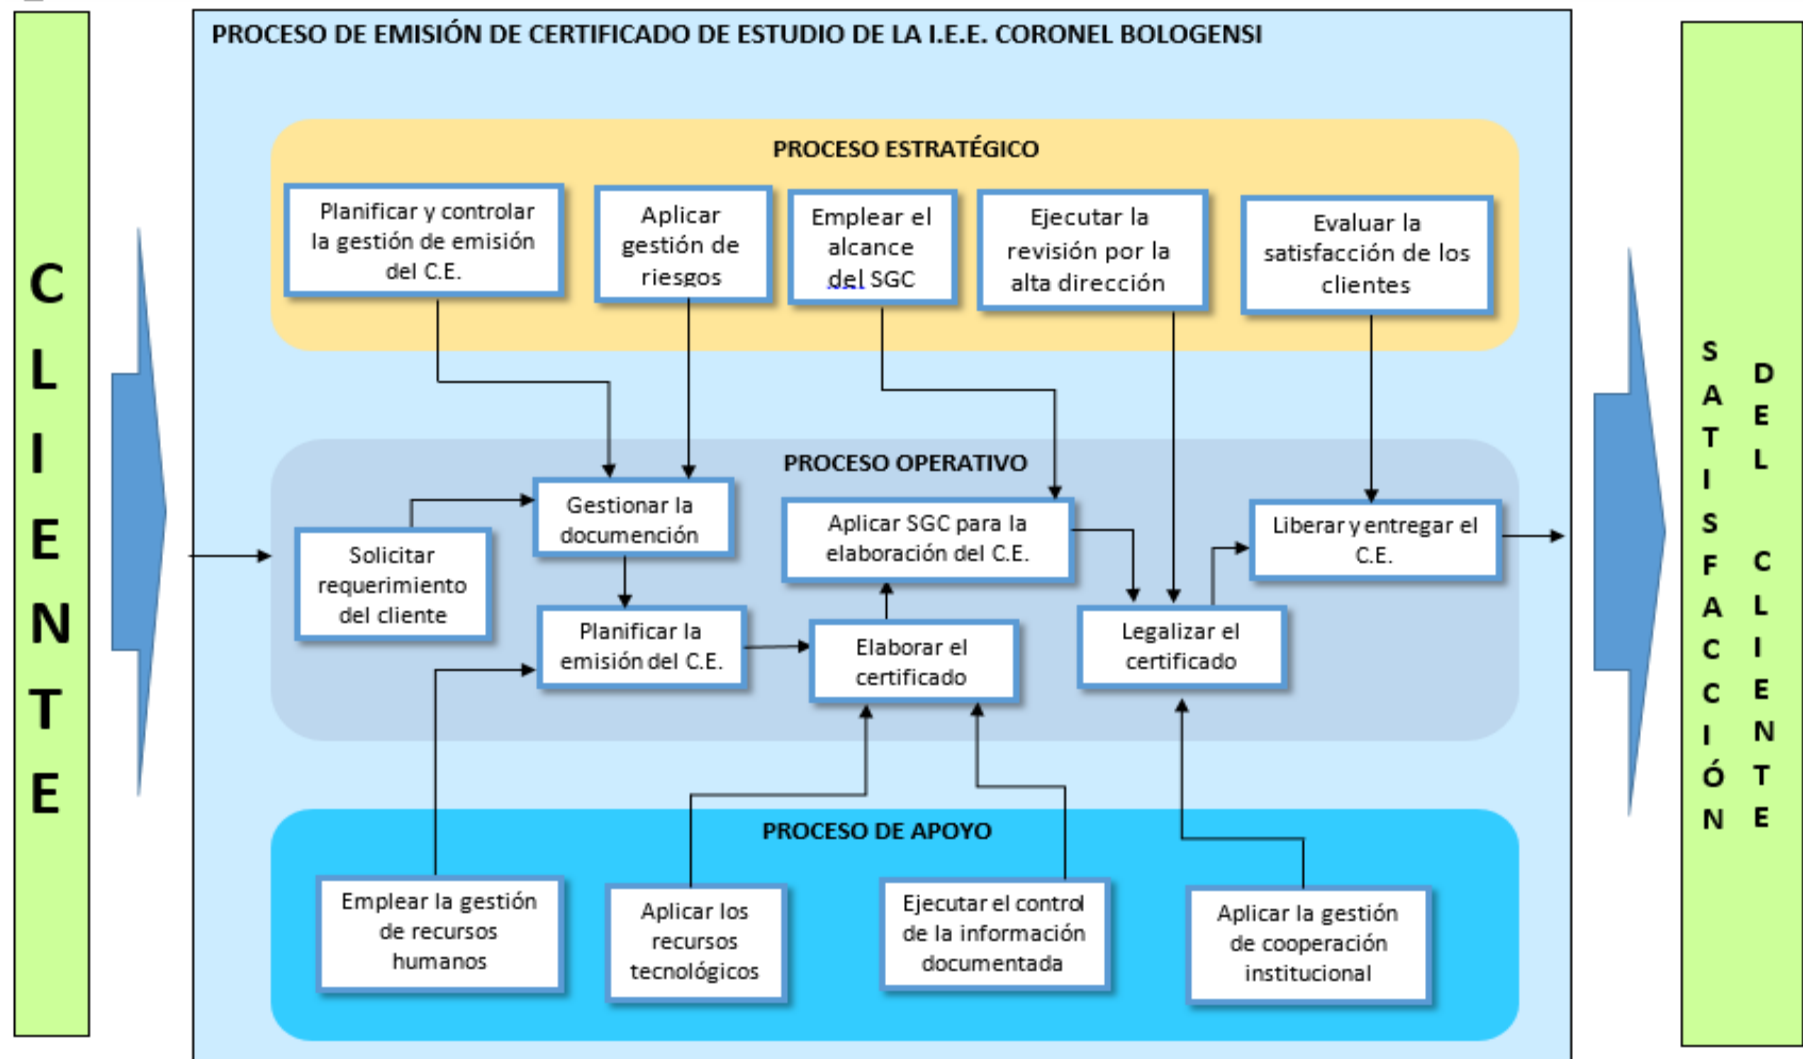 CLIENTE
PROCESO DE EMISIÓN DE CERTIFICADO DE ESTUDIO DE LA I.E.E. CORONEL BOLOGENSI
PROCESO ESTRATÉGICO
Planificar y controlar
la gestión de emisión
del C.E.
Aplicar
gestión de
riesgos
Emplear el
alcance
del SGC
Ejecutar la
revisión por la
alta dirección
Evaluar la
satisfacción de los
clientes
PROCESO OPERATIVO
Solicitar
requerimiento
del cliente
Gestionar la
documención
Planificar la
emisión del C.E.
Aplicar SGC para la
elaboración del C.E.
Elaborar el
certificado
Legalizar el
certificado
Liberar y entregar el
C.E.
PROCESO DE APOYO
Emplear la gestión
de recursos
humanos
Aplicar los
recursos
tecnológicos
Ejecutar el control
de la información
documentada
Aplicar la gestión
de cooperación
institucional
SATISFACCIÓN
DEL CLIENTE